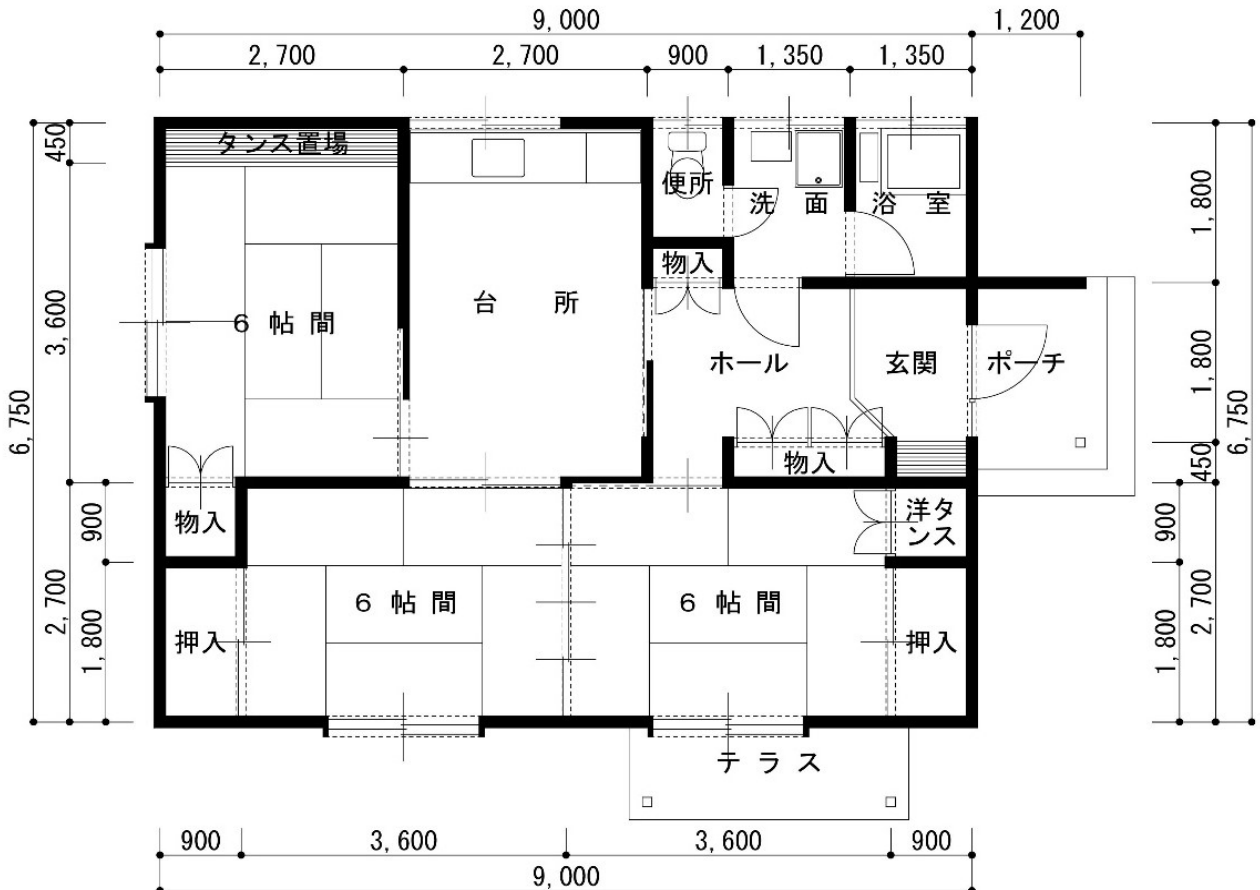 9,000
1,200
2,700
2,700
900
1,350
1,350
450
3,600
6,750
900
2,700
1,800
タンス置場
6 帖 間
台 所
便所
洗 面
浴 室
物入
ホール
玄関
ポーチ
物入
物入
洋タ
ンス
6 帖 間
6 帖 間
押入
押入
テ ラ ス
1,800
1,800
450
6,750
900
2,700
1,800
900
3,600
3,600
900
9,000